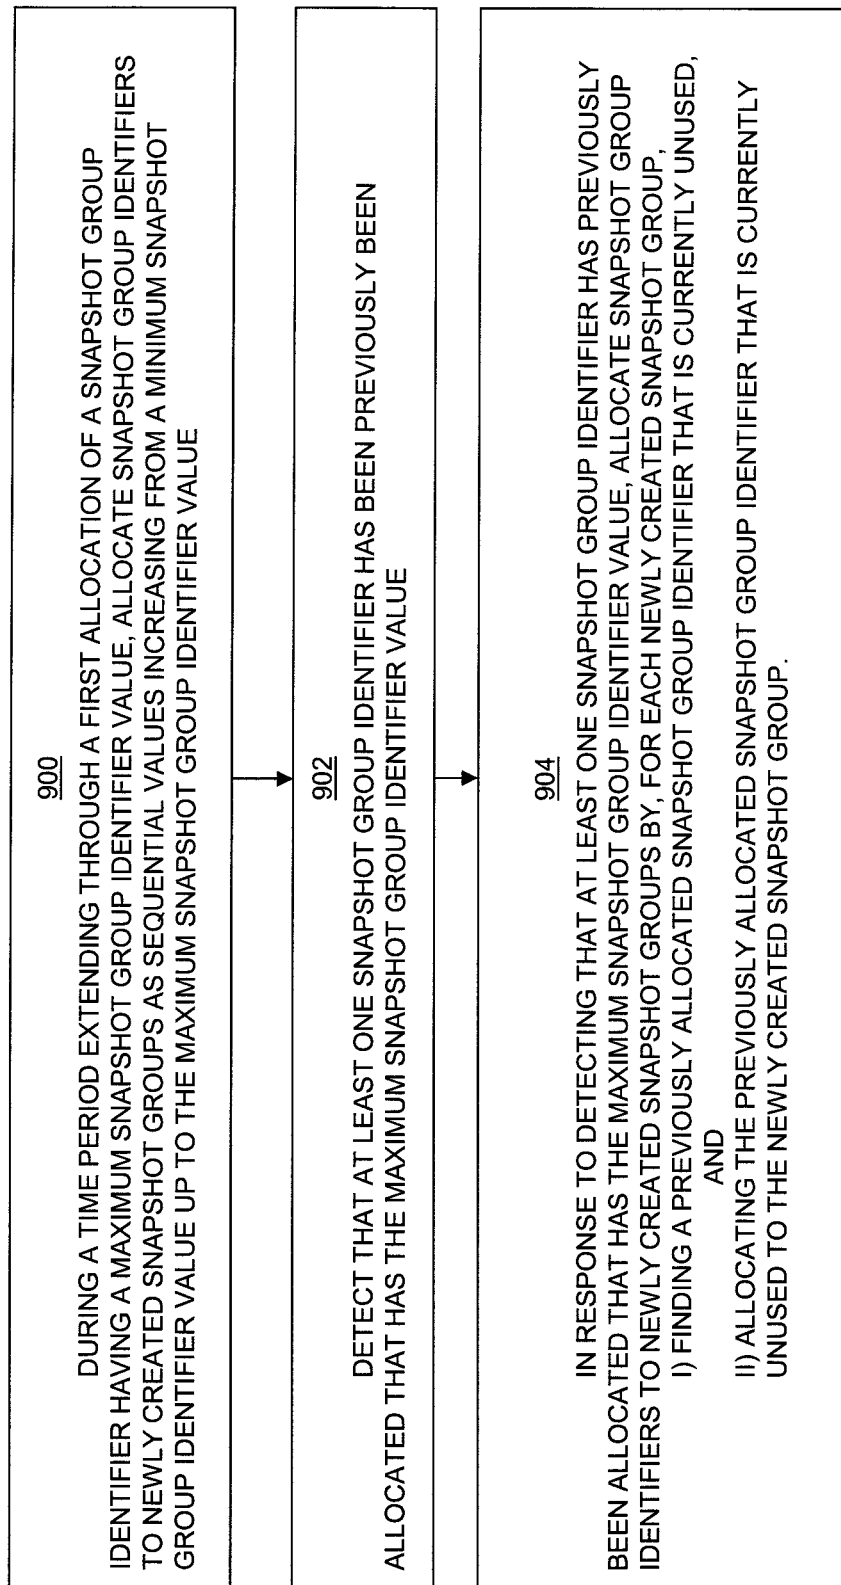 900
DURING A TIME PERIOD EXTENDING THROUGH A FIRST ALLOCATION OF A SNAPSHOT GROUP
IDENTIFIER HAVING A MAXIMUM SNAPSHOT GROUP IDENTIFIER VALUE, ALLOCATE SNAPSHOT GROUP IDENTIFIERS
TO NEWLY CREATED SNAPSHOT GROUPS AS SEQUENTIAL VALUES INCREASING FROM A MINIMUM SNAPSHOT
GROUP IDENTIFIER VALUE UP TO THE MAXIMUM SNAPSHOT GROUP IDENTIFIER VALUE
902
DETECT THAT AT LEAST ONE SNAPSHOT GROUP IDENTIFIER HAS BEEN PREVIOUSLY BEEN
ALLOCATED THAT HAS THE MAXIMUM SNAPSHOT GROUP IDENTIFIER VALUE
904
IN RESPONSE TO DETECTING THAT AT LEAST ONE SNAPSHOT GROUP IDENTIFIER HAS PREVIOUSLY
BEEN ALLOCATED THAT HAS THE MAXIMUM SNAPSHOT GROUP IDENTIFIER VALUE, ALLOCATE SNAPSHOT GROUP
IDENTIFIERS TO NEWLY CREATED SNAPSHOT GROUPS BY, FOR EACH NEWLY CREATED SNAPSHOT GROUP,
I) FINDING A PREVIOUSLY ALLOCATED SNAPSHOT GROUP IDENTIFIER THAT IS CURRENTLY UNUSED,
AND
II) ALLOCATING THE PREVIOUSLY ALLOCATED SNAPSHOT GROUP IDENTIFIER THAT IS CURRENTLY
UNUSED TO THE NEWLY CREATED SNAPSHOT GROUP.